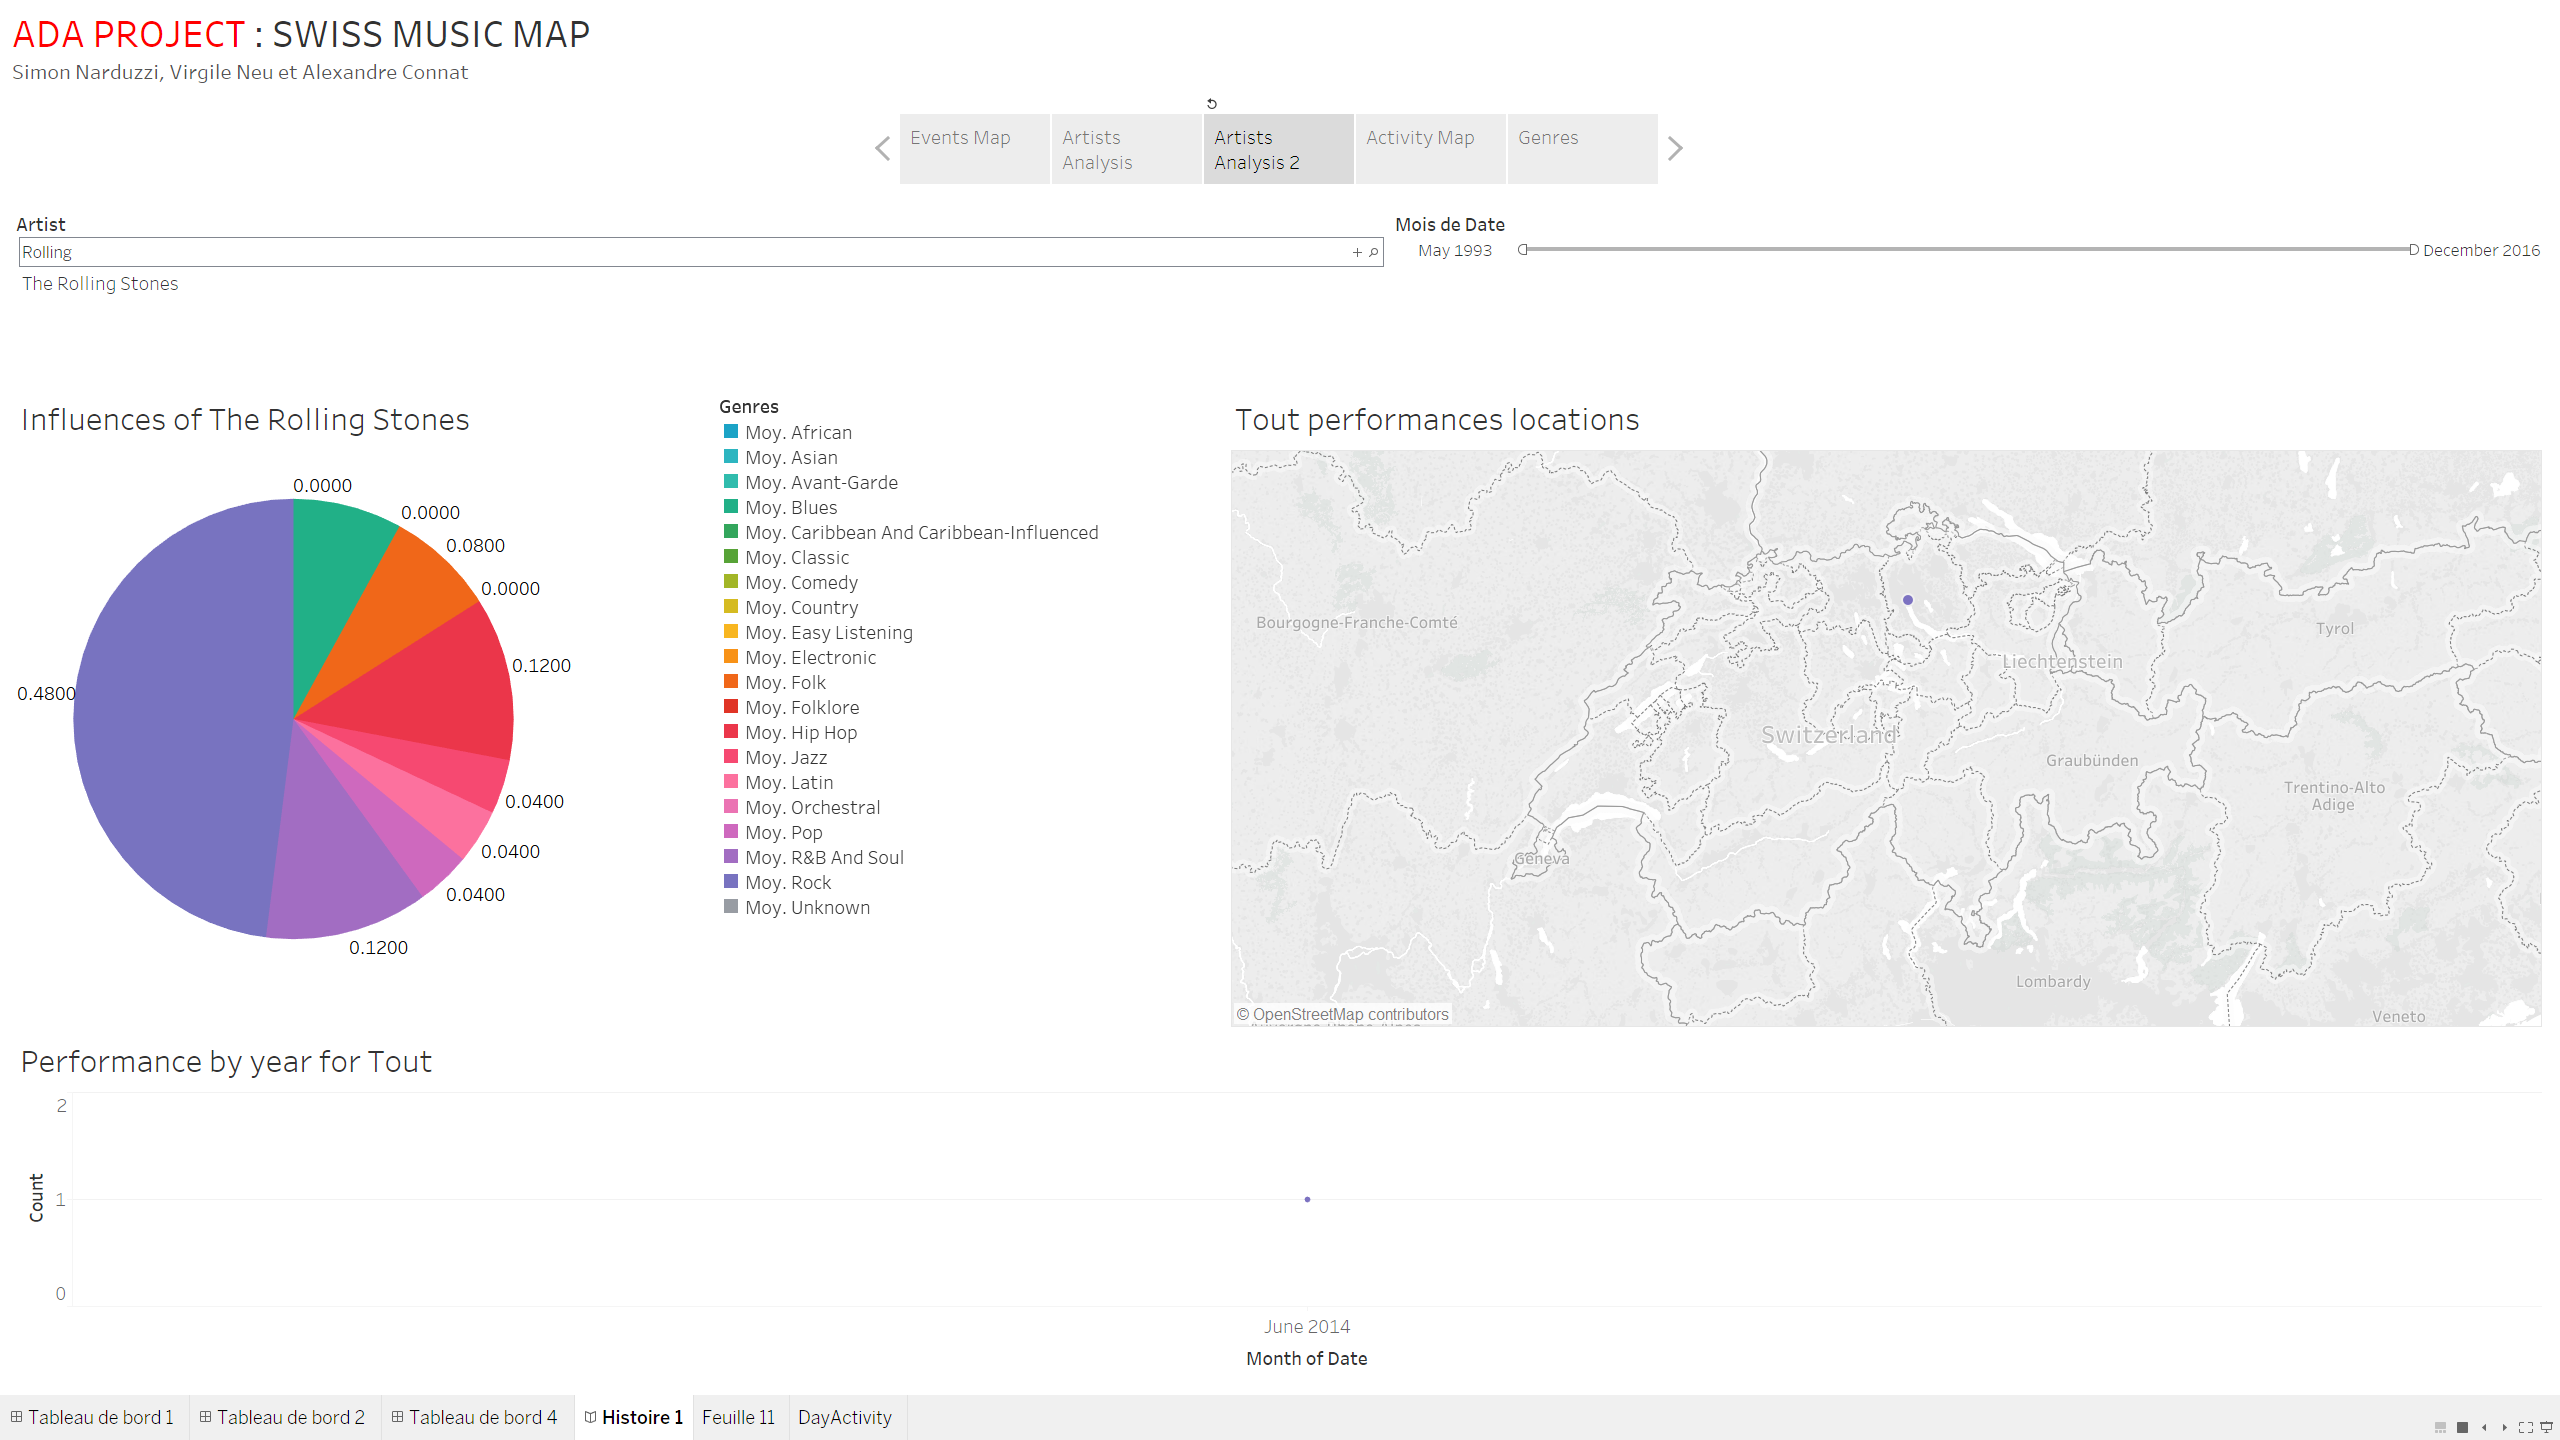 ADA PROJECT : SWISS MUSIC MAP
Simon Narduzzi, Virgile Neu et Alexandre Connat
Events Map
Artists
Analysis
Artists
Analysis 2
Activity Map
Genres
Artist
Rolling
The Rolling Stones
Mois de Date
May 1993
December 2016
Influences of The Rolling Stones
0.0000
0.0000
0.0800
0.0000
0.1200
0.4800
0.0400
0.0400
0.0400
0.1200
Genres
Moy. African
Moy. Asian
Moy. Avant-Garde
Moy. Blues
Moy. Caribbean And Caribbean-Influenced
Moy. Classic
Moy. Comedy
Moy. Country
Moy. Easy Listening
Moy. Electronic
Moy. Folk
Moy. Folklore
Moy. Hip Hop
Moy. Jazz
Moy. Latin
Moy. Orchestral
Moy. Pop
Moy. R&B And Soul
Moy. Rock
Moy. Unknown
Tout performances locations
Bourgogne-Franche-Comté
Tyrol
Liechtenstein
Switzerland
Graubünden
Trentino-Alto
Adige
Geneva
Lombardy
Veneto
© OpenStreetMap contributors
Performance by year for Tout
Count
2
1
0
June 2014
Month of Date
Tableau de bord 1
Tableau de bord 2
Tableau de bord 4
Histoire 1
Feuille 11
DayActivity